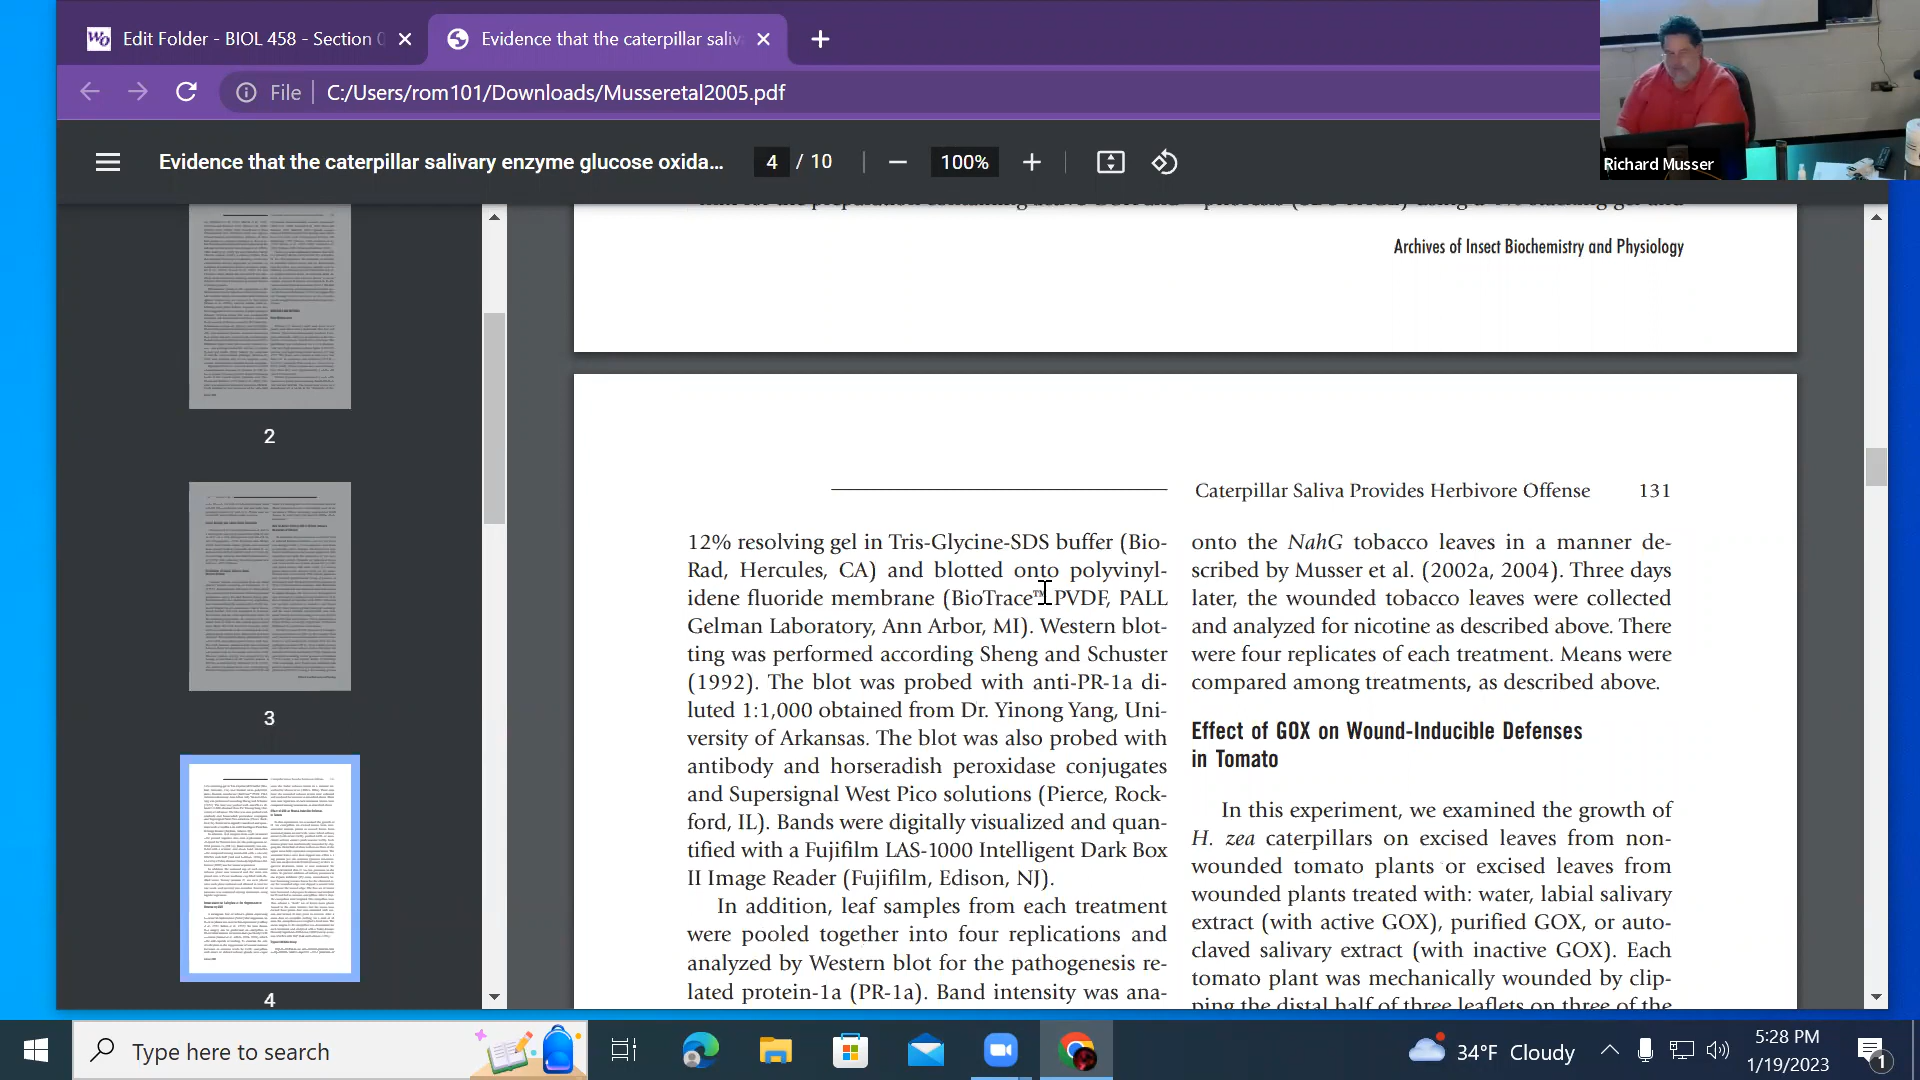 Edit Folder - BIOL 458 - Section
Evidence that the caterpillar saliv
File
C:/Users/rom101/Downloads/Musseretal2005.pdf
Evidence that the caterpillar salivary enzyme glucose oxida...
4 / 10
100%
Richard Musser
2
3
4
Archives of Insect Biochemistry and Physiology
Caterpillar Saliva Provides Herbivore Offense 131
12% resolving gel in Tris-Glycine-SDS buffer (Bio-
Rad, Hercules, CA) and blotted onto polyvinyl-
idene fluoride membrane (BioTrace™ PVDF, PALL
Gelman Laboratory, Ann Arbor, MI). Western blot-
ting was performed according Sheng and Schuster
(1992). The blot was probed with anti-PR-1a di-
luted 1:1,000 obtained from Dr. Yinong Yang, Uni-
versity of Arkansas. The blot was also probed with
antibody and horseradish peroxidase conjugates
and Supersignal West Pico solutions (Pierce, Rock-
ford, IL). Bands were digitally visualized and quan-
tified with a Fujifilm LAS-1000 Intelligent Dark Box
II Image Reader (Fujifilm, Edison, NJ).
In addition, leaf samples from each treatment
were pooled together into four replications and
analyzed by Western blot for the pathogenesis re-
lated protein-1a (PR-1a). Band intensity was ana-
onto the NahG tobacco leaves in a manner de-
scribed by Musser et al. (2002a, 2004). Three days
later, the wounded tobacco leaves were collected
and analyzed for nicotine as described above. There
were four replicates of each treatment. Means were
compared among treatments, as described above.
Effect of GOX on Wound-Inducible Defenses
in Tomato
In this experiment, we examined the growth of
H. zea caterpillars on excised leaves from non-
wounded tomato plants or excised leaves from
wounded plants treated with: water, labial salivary
extract (with active GOX), purified GOX, or auto-
claved salivary extract (with inactive GOX). Each
tomato plant was mechanically wounded by clip-
ping the distal half of three leaflets on three of the
Type here to search
34°F Cloudy
5:28 PM
1/19/2023
1